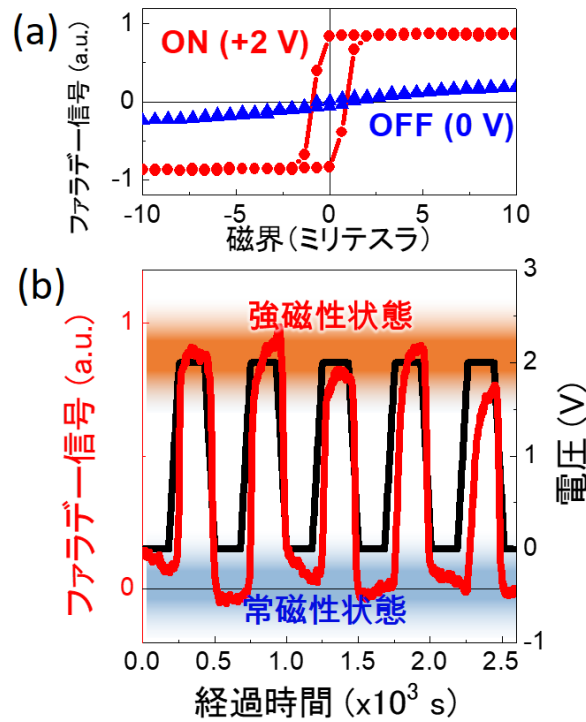 (a)
ファラデー信号 (a.u.)
1
0
-1
ON (+2 V)
OFF (0 V)
-10
-5
0
5
10
磁界(ミリテスラ)
(b)
ファラデー信号 (a.u.)
1
0
強磁性状態
常磁性状態
3
2
1
0
-1
電圧 (V)
0.0
0.5
1.0
1.5
2.0
2.5
経過時間 (x10³ s)